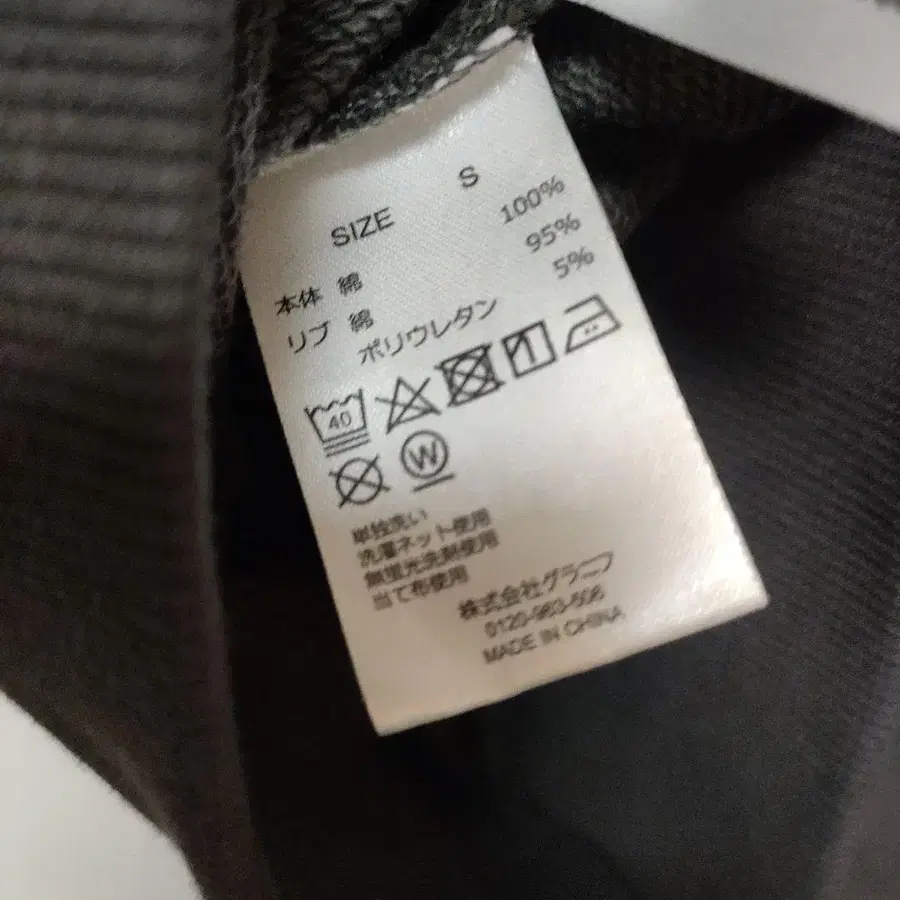 SIZE S
本体 綿 100%
リブ 綿 95%
ポリウレタン 5%
40
W
単独洗い
洗濯ネット使用
無蛍光洗剤使用
当て布使用
株式会社グラニフ
0120-983-506
MADE IN CHINA